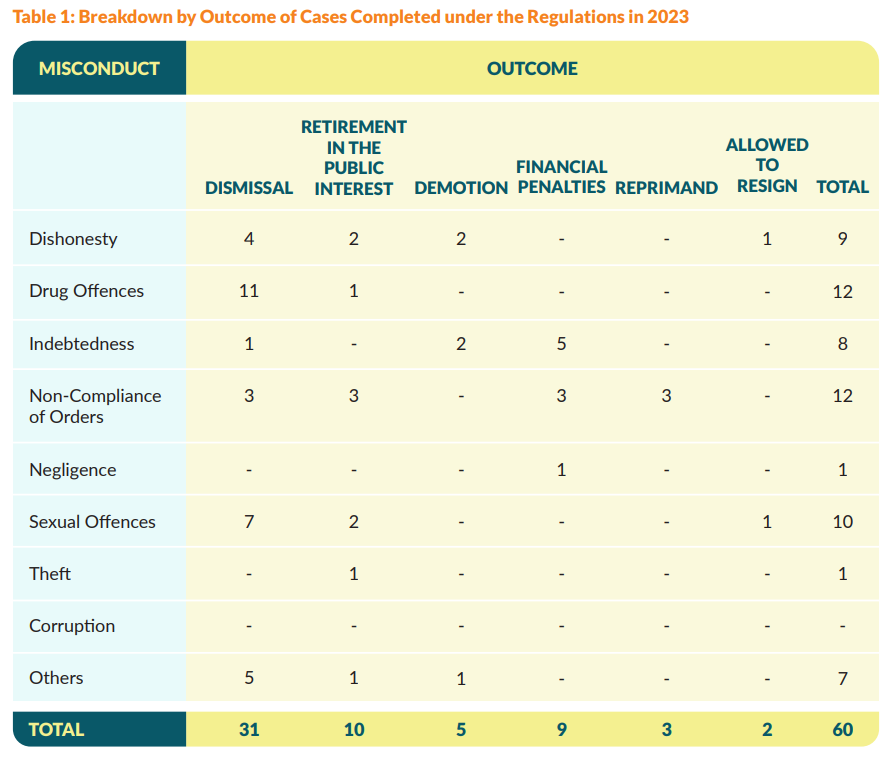 Table 1: Breakdown by Outcome of Cases Completed under the Regulations in 2023
MISCONDUCT OUTCOME
DISMISSAL RETIREMENT IN THE PUBLIC INTEREST DEMOTION FINANCIAL PENALTIES REPRIMAND ALLOWED TO RESIGN TOTAL
Dishonesty 4 2 2 - - 1 9
Drug Offences 11 1 - - - - 12
Indebtedness 1 - 2 5 - - 8
Non-Compliance of Orders 3 3 - 3 3 - 12
Negligence - - - 1 - - 1
Sexual Offences 7 2 - - - 1 10
Theft - 1 - - - - 1
Corruption - - - - - - -
Others 5 1 1 - - - 7
TOTAL 31 10 5 9 3 2 60